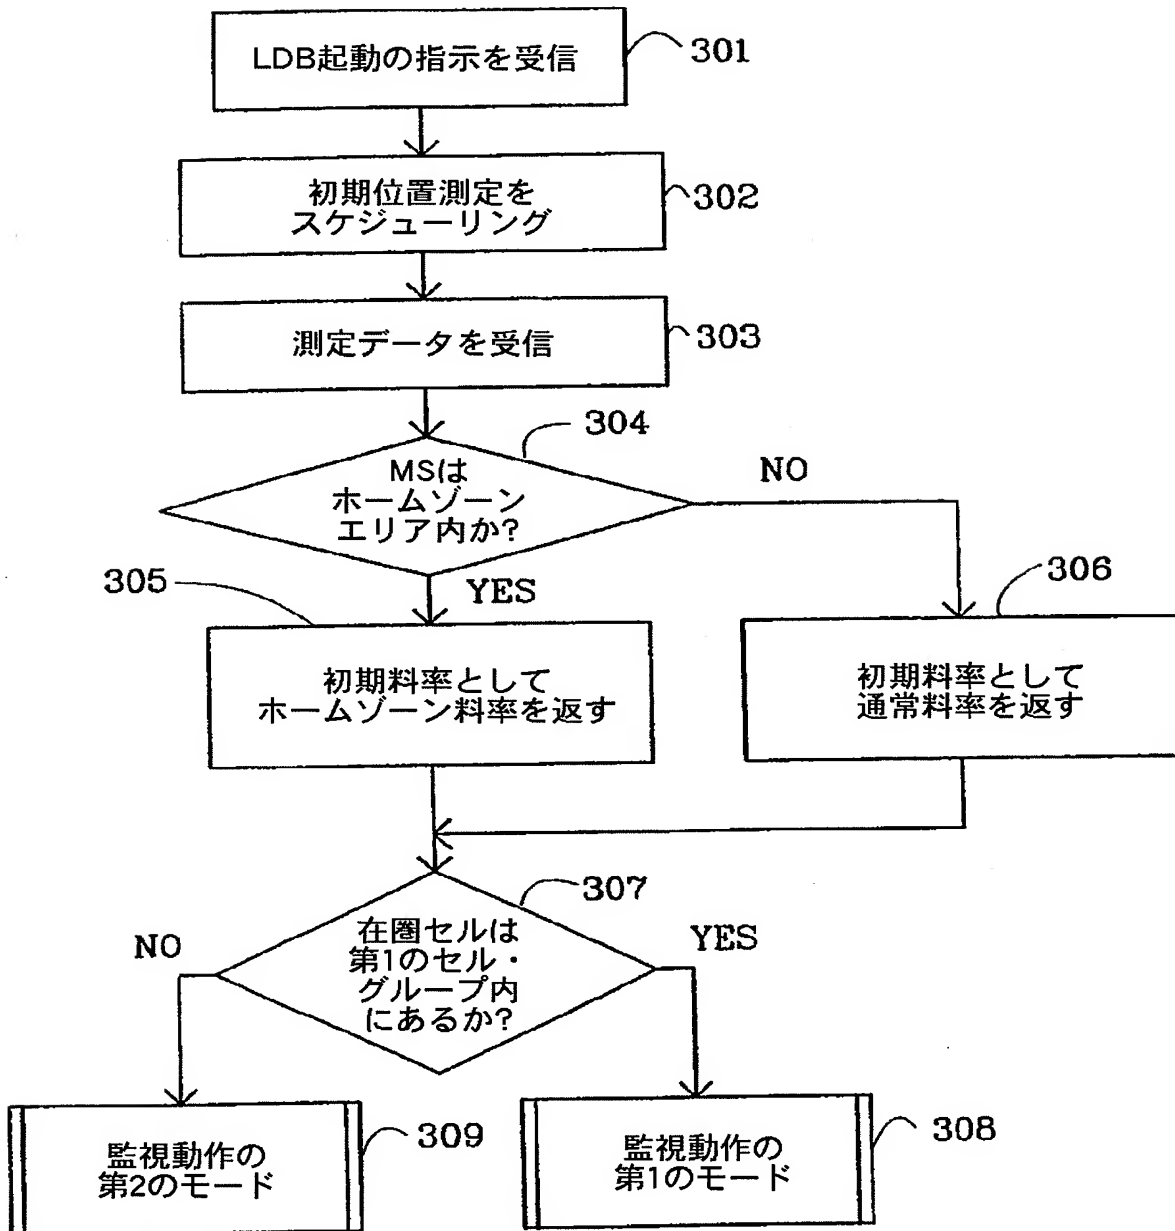 LDB起動の指示を受信
301
初期位置測定を
スケジューリング
302
測定データを受信
303
304
MSは
ホームゾーン
エリア内か?
NO
YES
305
初期料率として
ホームゾーン料率を返す
306
初期料率として
通常料率を返す
307
在圏セルは
第1のセル・
グループ内
にあるか?
NO
YES
監視動作の
第2のモード
309
監視動作の
第1のモード
308